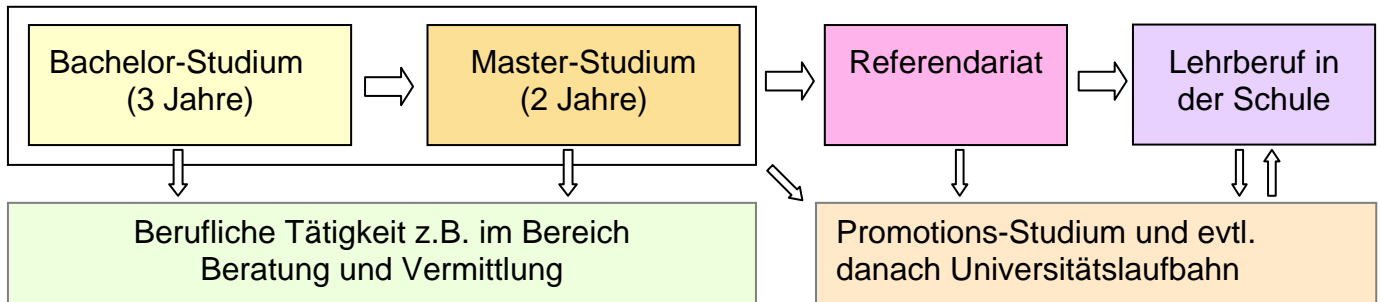 Bachelor-Studium
(3 Jahre)
Master-Studium
(2 Jahre)
Referendariat
Lehrberuf in
der Schule
Berufliche Tätigkeit z.B. im Bereich
Beratung und Vermittlung
Promotions-Studium und evtl.
danach Universitätslaufbahn